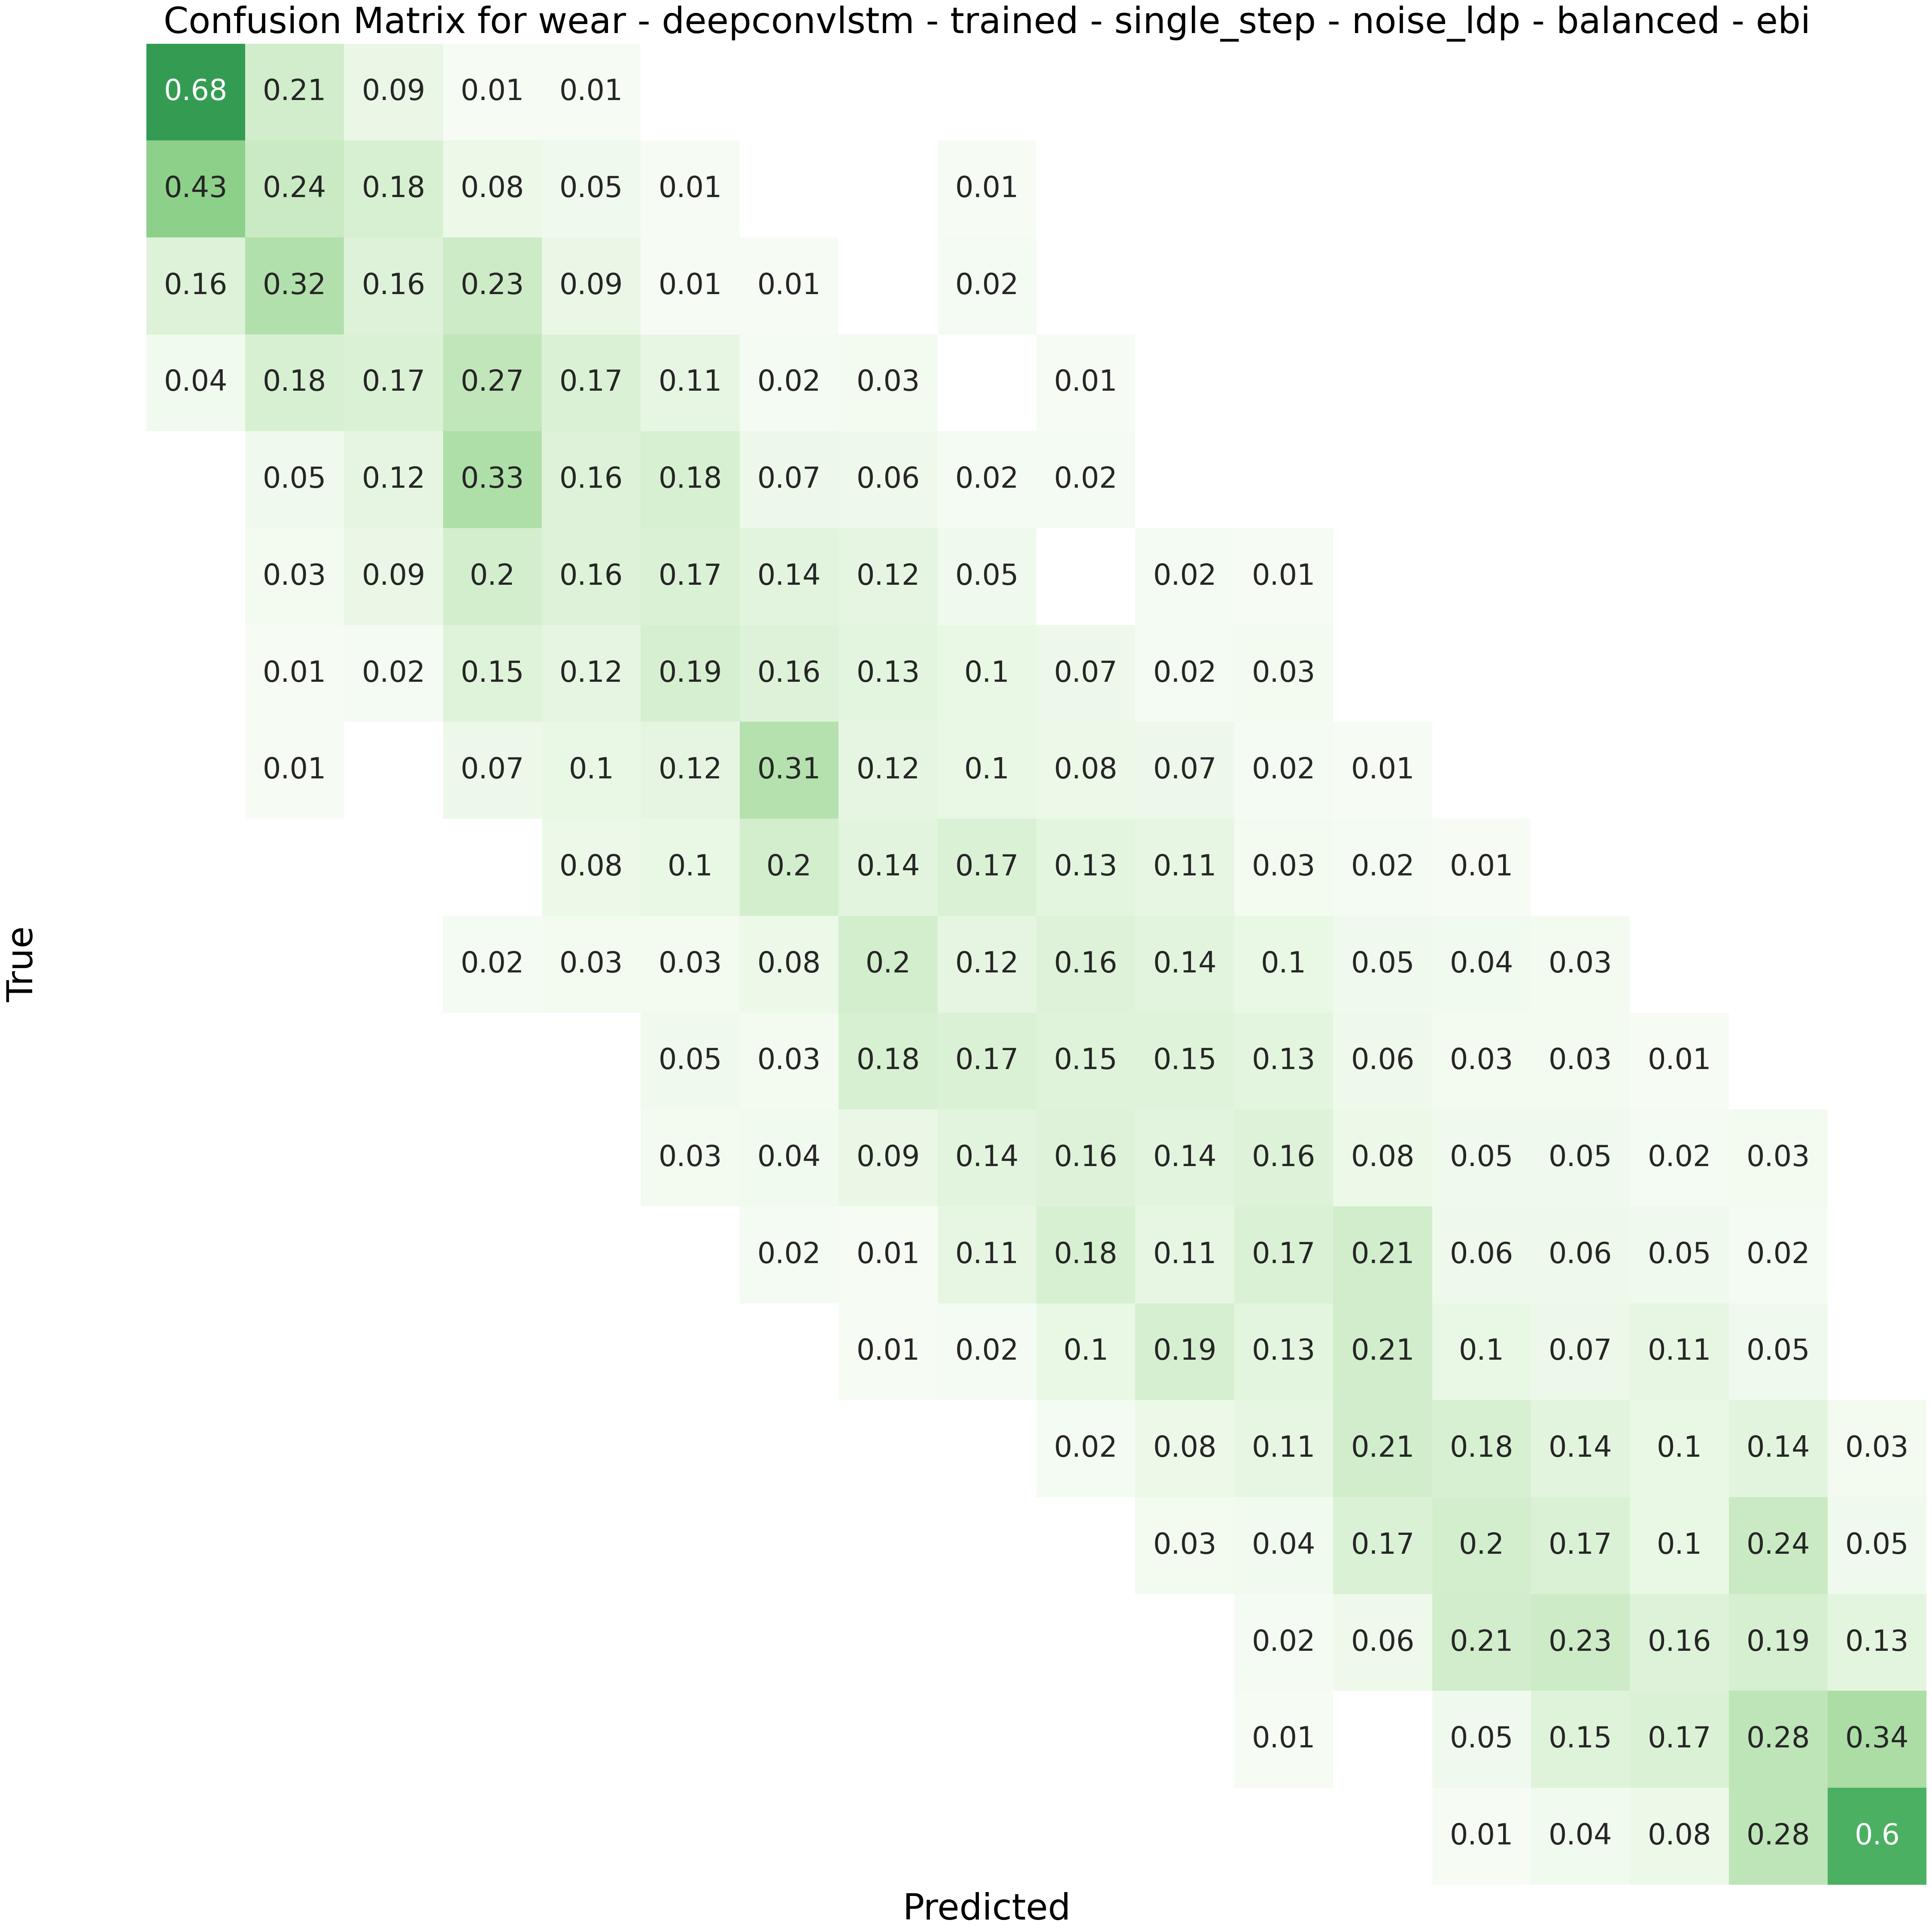 Confusion Matrix for wear - deepconvlstm - trained - single_step - noise_ldp - balanced - ebi
0.68 0.21 0.09 0.01 0.01
0.43 0.24 0.18 0.08 0.05 0.01 0.01
0.16 0.32 0.16 0.23 0.09 0.01 0.01 0.02
0.04 0.18 0.17 0.27 0.17 0.11 0.02 0.03 0.01
0.05 0.12 0.33 0.16 0.18 0.07 0.06 0.02 0.02
0.03 0.09 0.2 0.16 0.17 0.14 0.12 0.05 0.02 0.01
0.01 0.02 0.15 0.12 0.19 0.16 0.13 0.1 0.07 0.02 0.03
0.01 0.07 0.1 0.12 0.31 0.12 0.1 0.08 0.07 0.02 0.01
0.08 0.1 0.2 0.14 0.17 0.13 0.11 0.03 0.02 0.01
True
0.02 0.03 0.03 0.08 0.2 0.12 0.16 0.14 0.1 0.05 0.04 0.03
0.05 0.03 0.18 0.17 0.15 0.15 0.13 0.06 0.03 0.03 0.01
0.03 0.04 0.09 0.14 0.16 0.14 0.16 0.08 0.05 0.05 0.02 0.03
0.02 0.01 0.11 0.18 0.11 0.17 0.21 0.06 0.06 0.05 0.02
0.01 0.02 0.1 0.19 0.13 0.21 0.1 0.07 0.11 0.05
0.02 0.08 0.11 0.21 0.18 0.14 0.1 0.14 0.03
0.03 0.04 0.17 0.2 0.17 0.1 0.24 0.05
0.02 0.06 0.21 0.23 0.16 0.19 0.13
0.01 0.05 0.15 0.17 0.28 0.34
0.01 0.04 0.08 0.28 0.6
Predicted